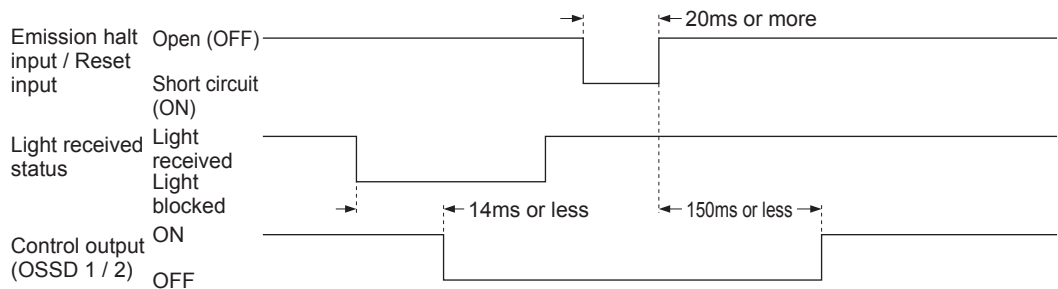 20ms or more
Emission halt
input / Reset
input
Open (OFF)
Short circuit
(ON)
Light received
status
Light
received
Light
blocked
14ms or less
150ms or less
Control output
(OSSD 1 / 2)
ON
OFF